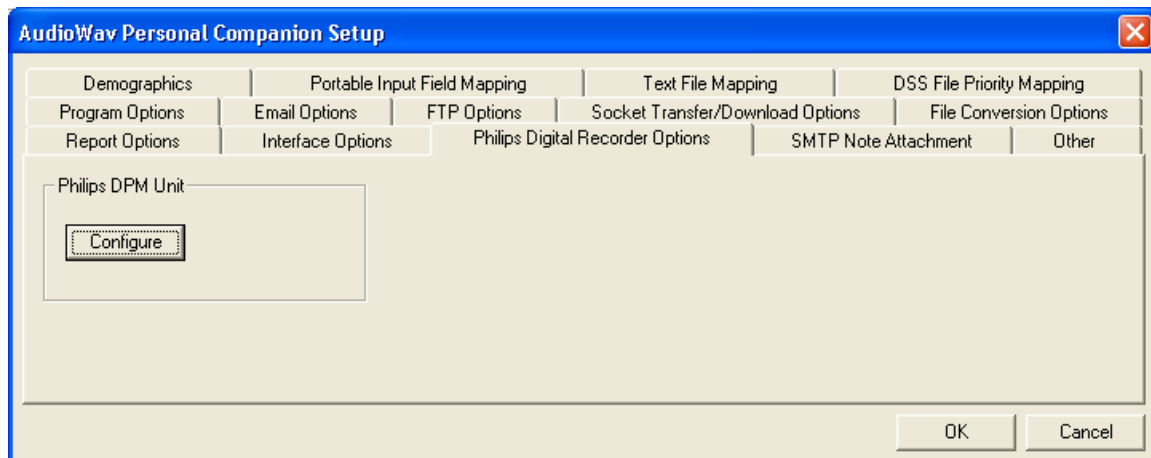 AudioWav Personal Companion Setup
Demographics Portable Input Field Mapping Text File Mapping DSS File Priority Mapping
Program Options Email Options FTP Options Socket Transfer/Download Options File Conversion Options
Report Options Interface Options Philips Digital Recorder Options SMTP Note Attachment Other
Philips DPM Unit
Configure
OK Cancel